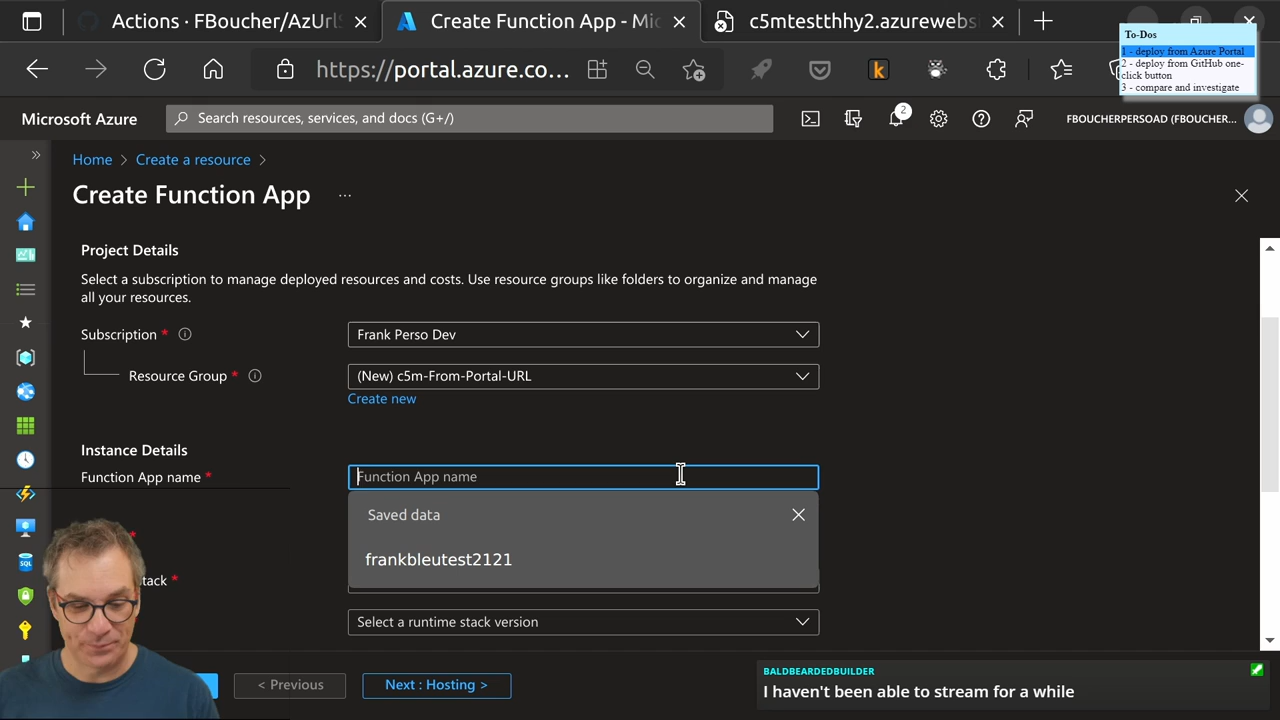 Actions · FBoucher/AzUrlS
Create Function App - Mic
c5mtestthhy2.azurewebs
To-Dos
1 - deploy from Azure Portal
2 - deploy from GitHub one-
click button
3 - compare and investigate
https://portal.azure.co...
Microsoft Azure
Search resources, services, and docs (G+/)
2
FBOUCHERPERSOAD (FBOUCHER...
Home > Create a resource >
Create Function App ...
Project Details
Select a subscription to manage deployed resources and costs. Use resource groups like folders to organize and manage
all your resources.
Subscription *
Frank Perso Dev
Resource Group *
(New) c5m-From-Portal-URL
Create new
Instance Details
Function App name *
Function App name
Saved data
frankbleutest2121
*
tack *
Select a runtime stack version
< Previous
Next : Hosting >
BALDBEARDEDBUILDER
I haven't been able to stream for a while
SQL